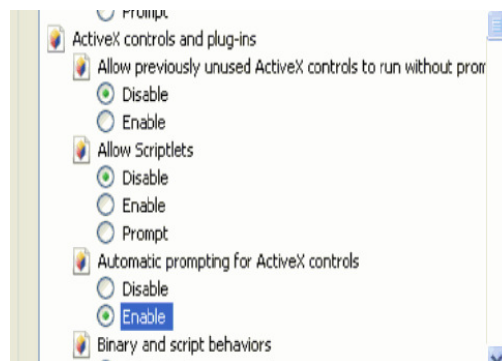 Prompt
ActiveX controls and plug-ins
Allow previously unused ActiveX controls to run without prom
Disable
Enable
Allow Scriptlets
Disable
Enable
Prompt
Automatic prompting for ActiveX controls
Disable
Enable
Binary and script behaviors